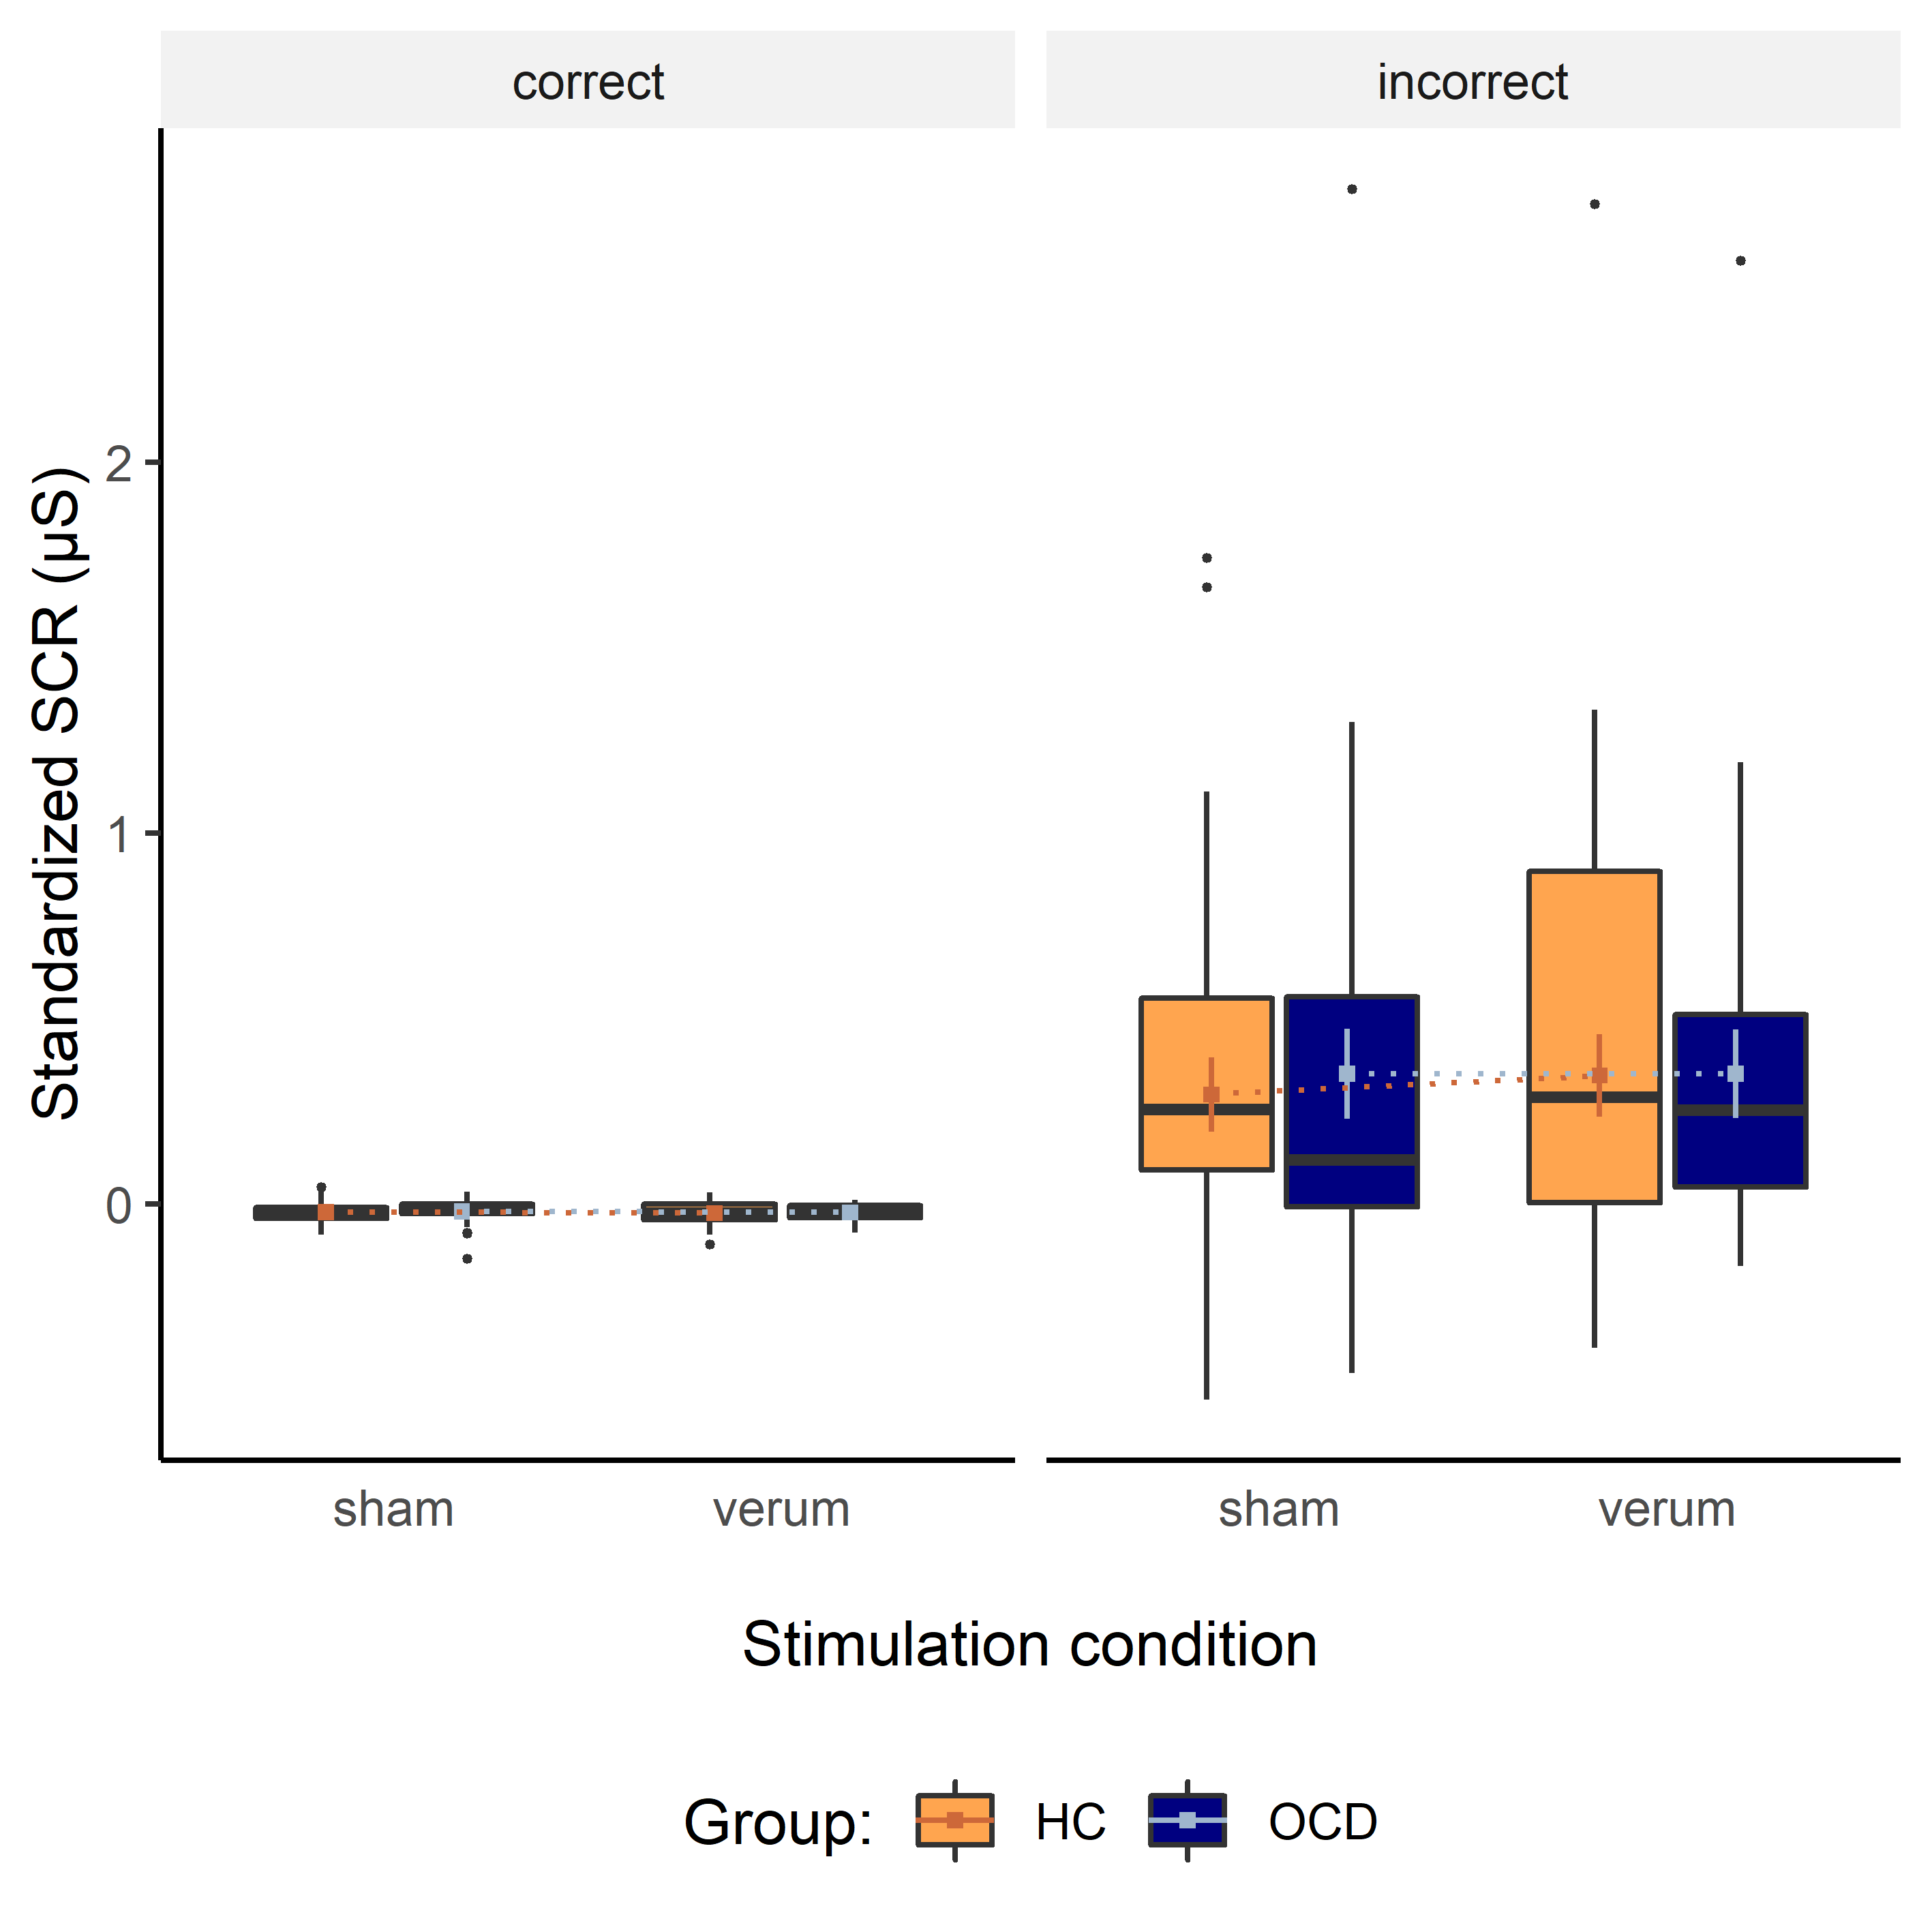 correct
incorrect
Standardized SCR (µS)
2
1
0
sham
verum
sham
verum
Stimulation condition
Group:
HC
OCD